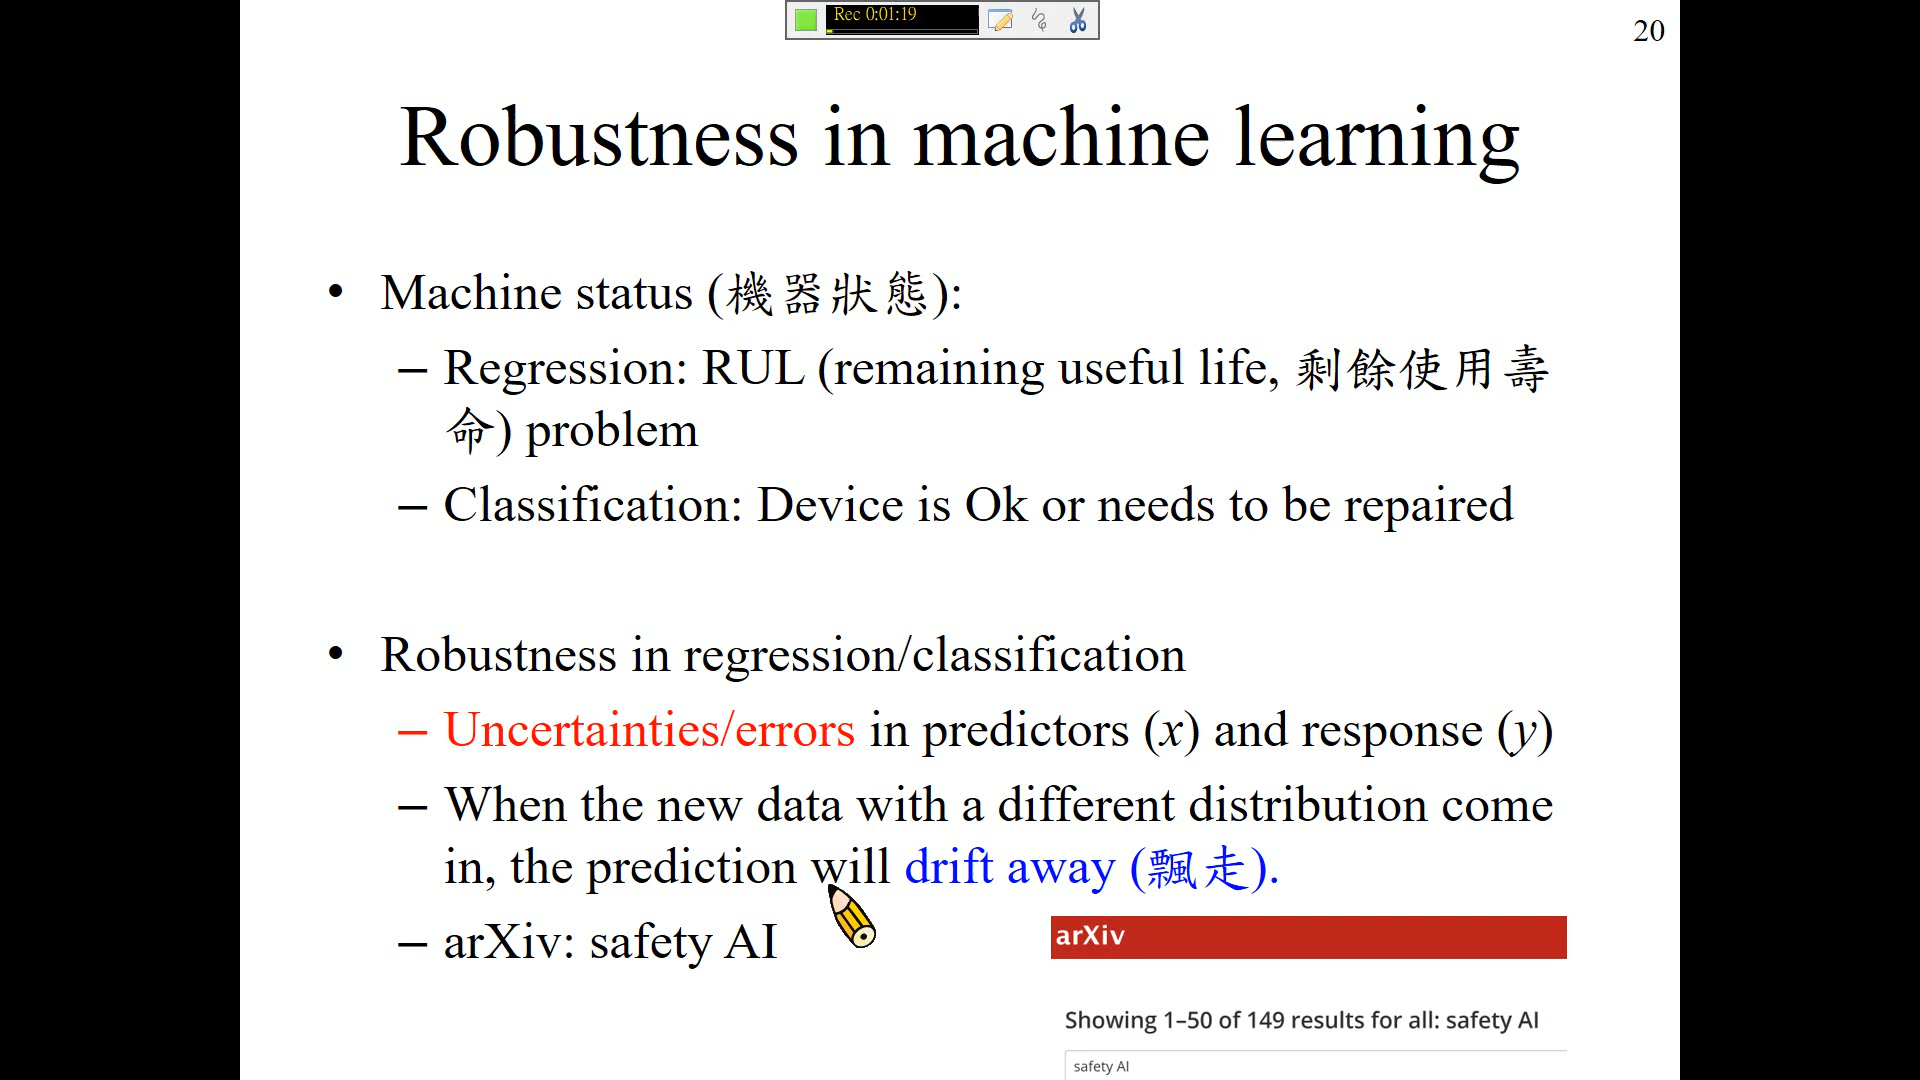 Rec 0:01:19
20
Robustness in machine learning
• Machine status (機器狀態):
– Regression: RUL (remaining useful life, 剩餘使用壽
命) problem
– Classification: Device is Ok or needs to be repaired
• Robustness in regression/classification
– Uncertainties/errors in predictors (x) and response (y)
– When the new data with a different distribution come
in, the prediction will drift away (飄走).
– arXiv: safety AI
arXiv
Showing 1–50 of 149 results for all: safety AI
safety AI